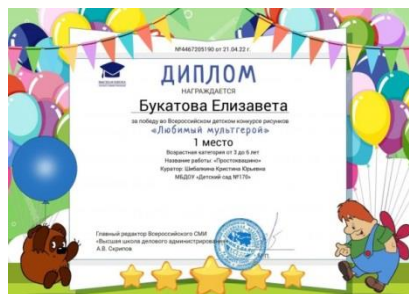 №4467205190 от 21.04.22 г.
ДИПЛОМ
НАГРАЖДАЕТСЯ
Букатова Елизавета
за победу во Всероссийском детском конкурсе рисунков
«Любимый мультгерой»
1 место
Возрастная категория от 3 до 6 лет
Название работы: «Простоквашино»
Куратор: Шебалкина Кристина Юрьевна
МБДОУ «Детский сад №170»
Главный редактор Всероссийского СМИ
«Высшая школа делового администрирования»
А.В. Скрипов